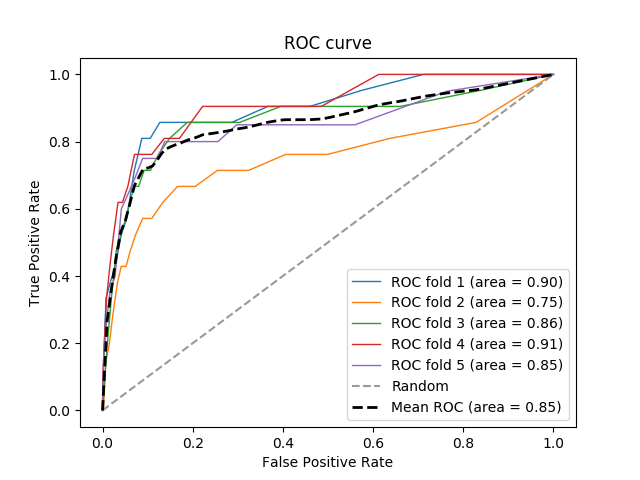 ROC curve
True Positive Rate
1.0
0.8
0.6
0.4
0.2
0.0
ROC fold 1 (area = 0.90)
ROC fold 2 (area = 0.75)
ROC fold 3 (area = 0.86)
ROC fold 4 (area = 0.91)
ROC fold 5 (area = 0.85)
Random
Mean ROC (area = 0.85)
0.0 0.2 0.4 0.6 0.8 1.0
False Positive Rate